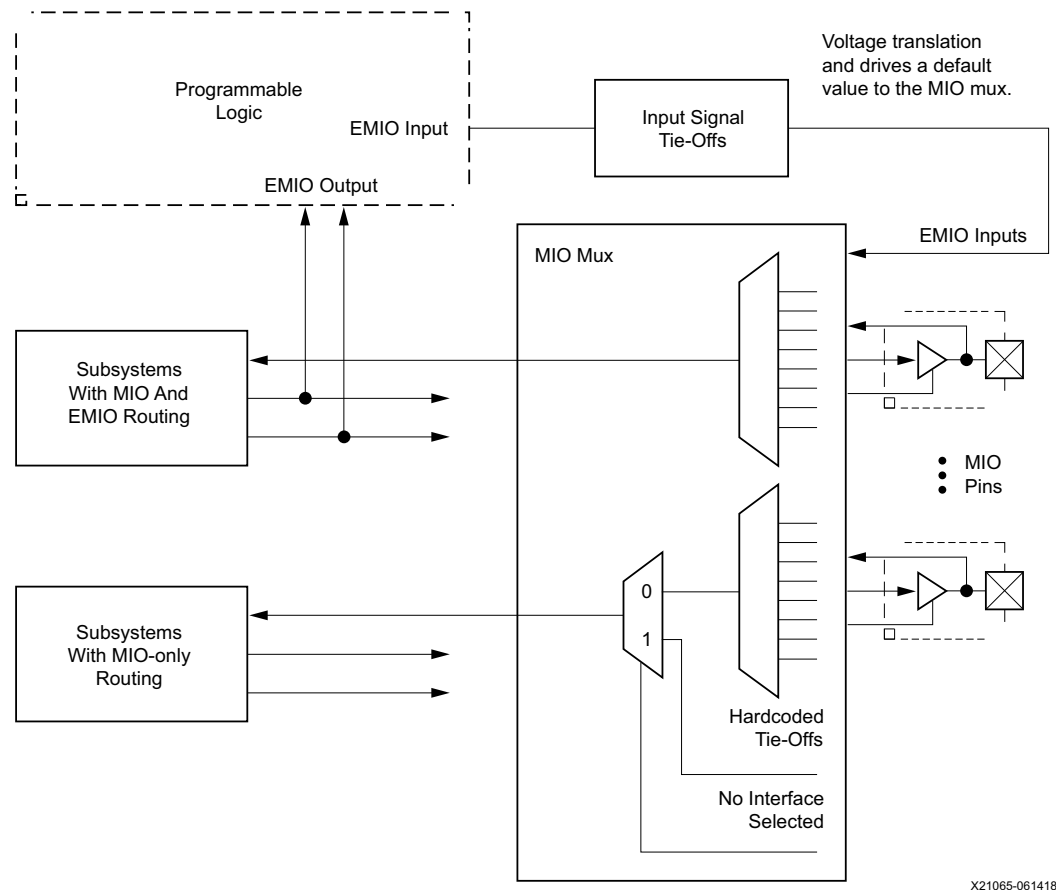 Programmable
Logic
EMIO Input
EMIO Output
Input Signal
Tie-Offs
Voltage translation
and drives a default
value to the MIO mux.
EMIO Inputs
MIO Mux
Subsystems
With MIO And
EMIO Routing
MIO
Pins
Subsystems
With MIO-only
Routing
0
1
Hardcoded
Tie-Offs
No Interface
Selected
X21065-061418